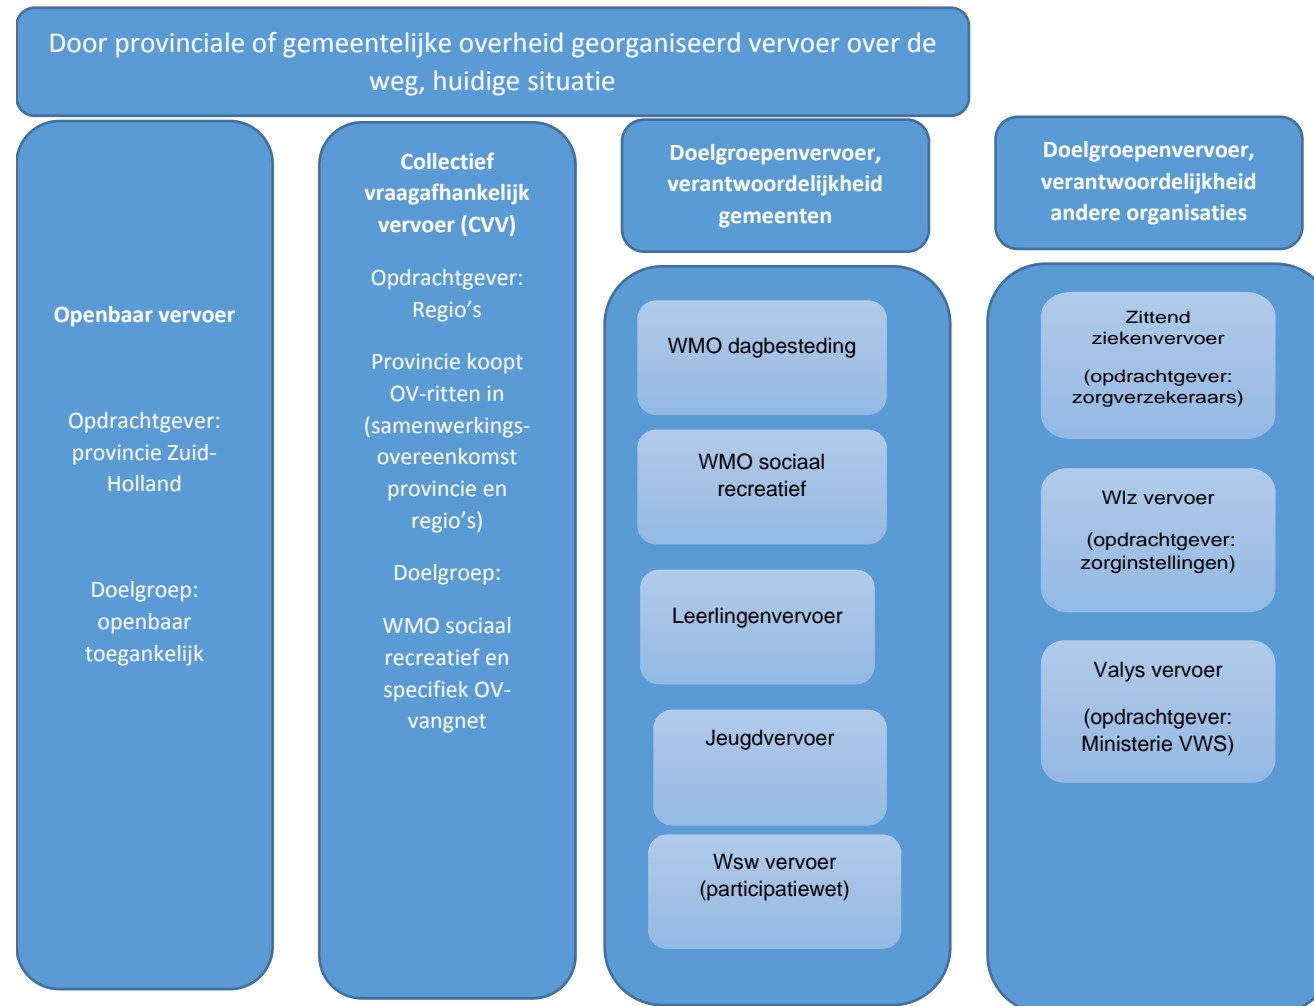 Door provinciale of gemeentelijke overheid georganiseerd vervoer over de
weg, huidige situatie
Openbaar vervoer
Opdrachtgever:
provincie Zuid-
Holland
Doelgroep:
openbaar
toegankelijk
Collectief
vraagafhankelijk
vervoer (CVV)
Opdrachtgever:
Regio’s
Provincie koopt
OV-ritten in
(samenwerkings-
overeenkomst
provincie en
regio’s)
Doelgroep:
WMO sociaal
recreatief en
specifiek OV-
vangnet
Doelgroepenvervoer,
verantwoordelijkheid
gemeenten
WMO dagbesteding
WMO sociaal
recreatief
Leerlingenvervoer
Jeugdvervoer
Wsw vervoer
(participatiewet)
Doelgroepenvervoer,
verantwoordelijkheid
andere organisaties
Zittend
ziekenvervoer
(opdrachtgever:
zorgverzekeraars)
Wlz vervoer
(opdrachtgever:
zorginstellingen)
Valys vervoer
(opdrachtgever:
Ministerie VWS)